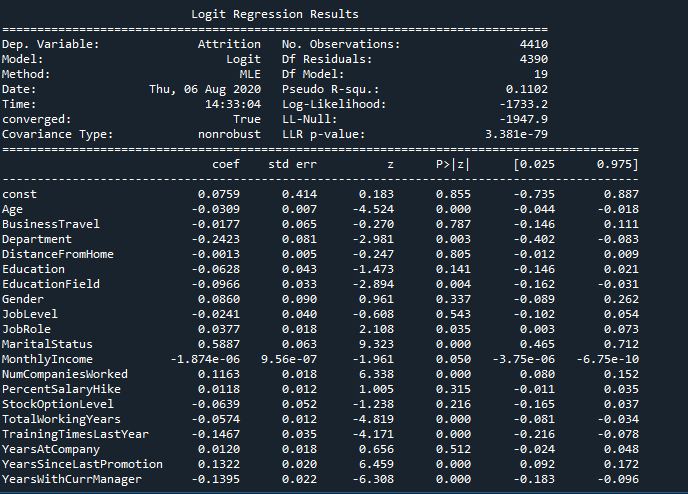 Logit Regression Results
==============================================================================
Dep. Variable:              Attrition   No. Observations:                 4410
Model:                          Logit   Df Residuals:                     4390
Method:                           MLE   Df Model:                           19
Date:                Thu, 06 Aug 2020   Pseudo R-squ.:                  0.1102
Time:                        14:33:04   Log-Likelihood:                -1733.2
converged:                       True   LL-Null:                       -1947.9
Covariance Type:            nonrobust   LLR p-value:                 3.381e-79
===========================================================================================
                              coef    std err          z      P>|z|      [0.025      0.975]
-------------------------------------------------------------------------------------------
const                       0.0759      0.414      0.183      0.855      -0.735       0.887
Age                        -0.0309      0.007     -4.524      0.000      -0.044      -0.018
BusinessTravel             -0.0177      0.065     -0.270      0.787      -0.146       0.111
Department                 -0.2423      0.081     -2.981      0.003      -0.402      -0.083
DistanceFromHome           -0.0013      0.005     -0.247      0.805      -0.012       0.009
Education                  -0.0628      0.043     -1.473      0.141      -0.146       0.021
EducationField             -0.0966      0.033     -2.894      0.004      -0.162      -0.031
Gender                      0.0860      0.090      0.961      0.337      -0.089       0.262
JobLevel                   -0.0241      0.040     -0.608      0.543      -0.102       0.054
JobRole                     0.0377      0.018      2.108      0.035       0.003       0.073
MaritalStatus               0.5887      0.063      9.323      0.000       0.465       0.712
MonthlyIncome           -1.874e-06   9.56e-07     -1.961      0.050   -3.75e-06   -6.75e-10
NumCompaniesWorked          0.1163      0.018      6.338      0.000       0.080       0.152
PercentSalaryHike           0.0118      0.012      1.005      0.315      -0.011       0.035
StockOptionLevel           -0.0639      0.052     -1.238      0.216      -0.165       0.037
TotalWorkingYears          -0.0574      0.012     -4.819      0.000      -0.081      -0.034
TrainingTimesLastYear      -0.1467      0.035     -4.171      0.000      -0.216      -0.078
YearsAtCompany              0.0120      0.018      0.656      0.512      -0.024       0.048
YearsSinceLastPromotion     0.1322      0.020      6.459      0.000       0.092       0.172
YearsWithCurrManager       -0.1395      0.022     -6.308      0.000      -0.183      -0.096